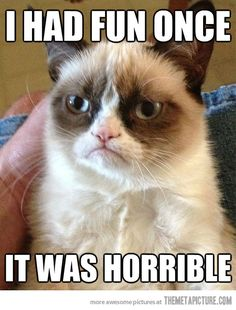 I HAD FUN ONCE
IT WAS HORRIBLE
more awesome pictures at THEMETAPICTURE.COM